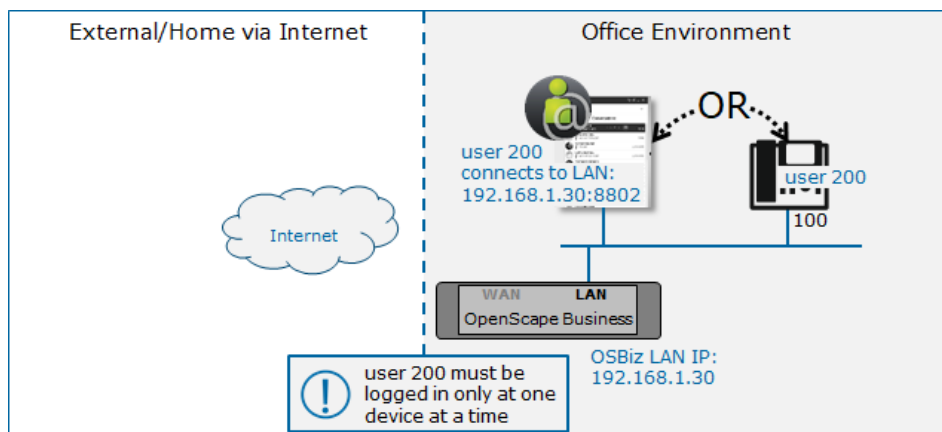 External/Home via Internet
Office Environment
OR
user 200
connects to LAN:
192.168.1.30:8802
user 200
100
Internet
WAN
LAN
OpenScape Business
OSBiz LAN IP:
192.168.1.30
user 200 must be
logged in only at one
device at a time